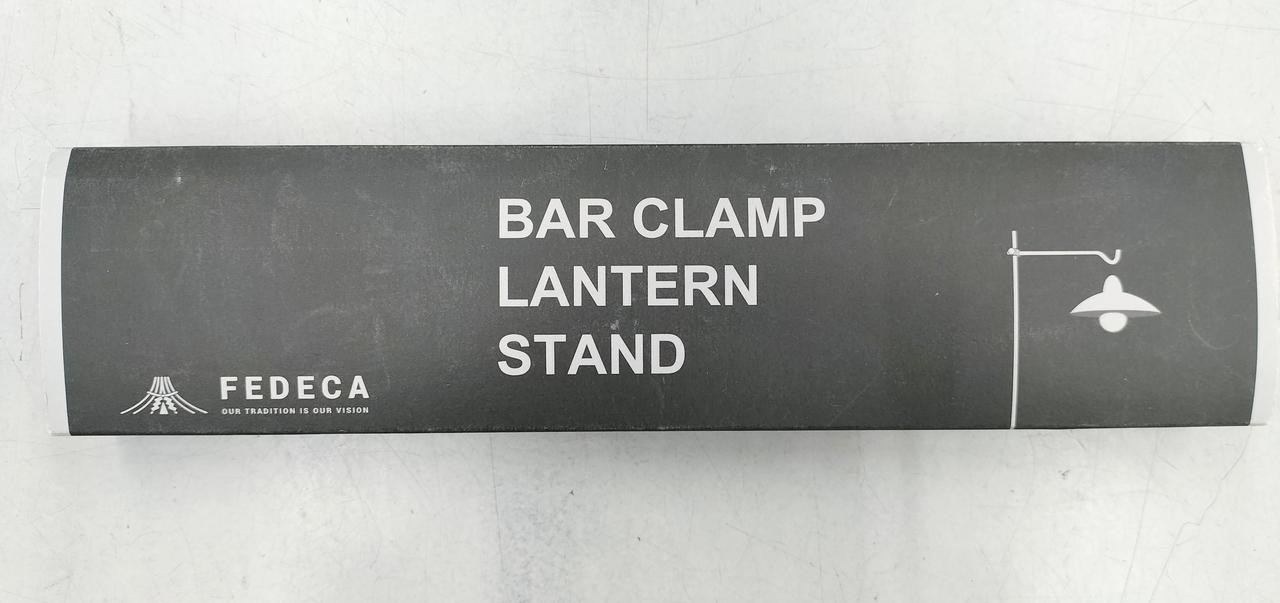 BAR CLAMP
LANTERN
STAND
FEDECA
OUR TRADITION IS OUR VISION